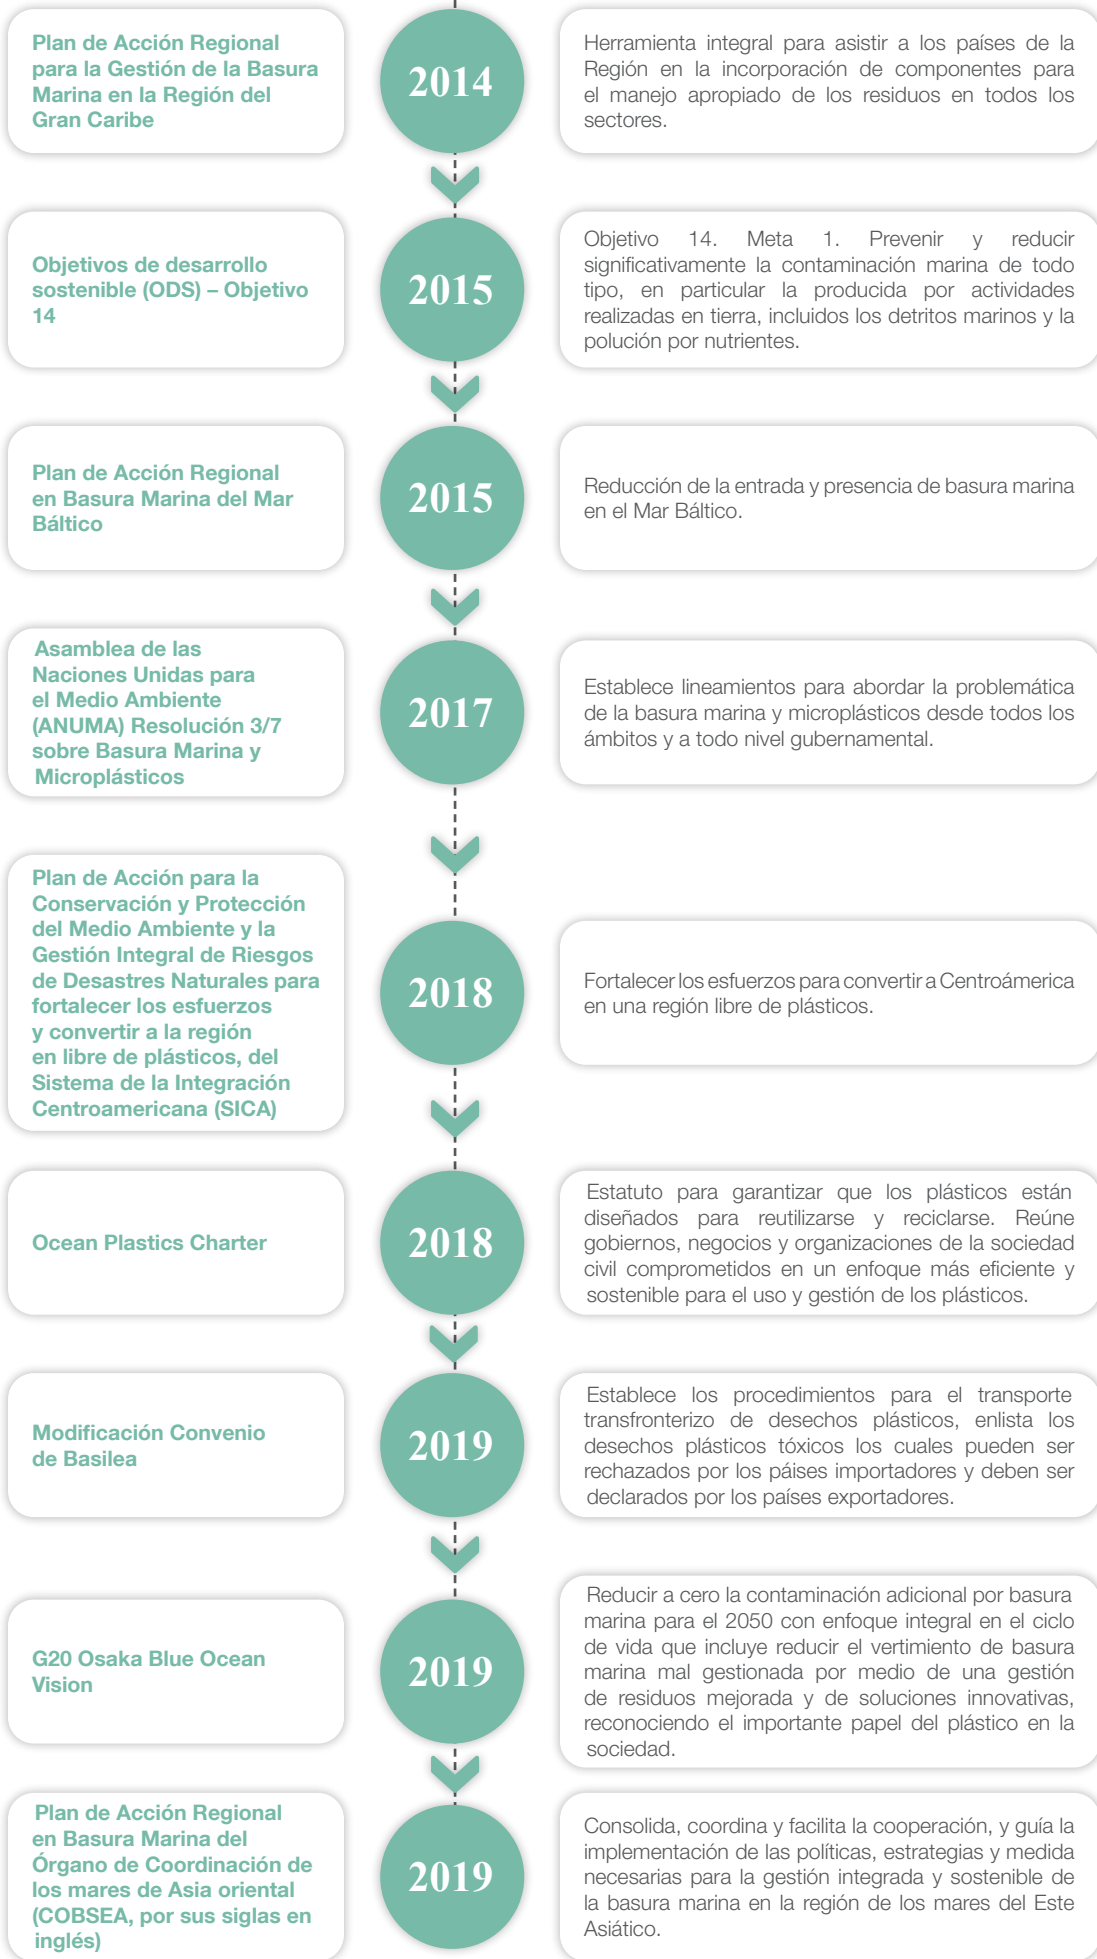 Plan de Acción Regional
para la Gestión de la Basura
Marina en la Región del
Gran Caribe
2014
Herramienta integral para asistir a los países de la
Región en la incorporación de componentes para
el manejo apropiado de los residuos en todos los
sectores.
Objetivos de desarrollo
sostenible (ODS) – Objetivo
14
2015
Objetivo 14. Meta 1. Prevenir y reducir
significativamente la contaminación marina de todo
tipo, en particular la producida por actividades
realizadas en tierra, incluidos los detritos marinos y la
polución por nutrientes.
Plan de Acción Regional
en Basura Marina del Mar
Báltico
2015
Reducción de la entrada y presencia de basura marina
en el Mar Báltico.
Asamblea de las
Naciones Unidas para
el Medio Ambiente
(ANUMA) Resolución 3/7
sobre Basura Marina y
Microplásticos
2017
Establece lineamientos para abordar la problemática
de la basura marina y microplásticos desde todos los
ámbitos y a todo nivel gubernamental.
Plan de Acción para la
Conservación y Protección
del Medio Ambiente y la
Gestión Integral de Riesgos
de Desastres Naturales para
fortalecer los esfuerzos
y convertir a la región
en libre de plásticos, del
Sistema de la Integración
Centroamericana (SICA)
2018
Fortalecer los esfuerzos para convertir a Centroámerica
en una región libre de plásticos.
Ocean Plastics Charter
2018
Estatuto para garantizar que los plásticos están
diseñados para reutilizarse y reciclarse. Reúne
gobiernos, negocios y organizaciones de la sociedad
civil comprometidos en un enfoque más eficiente y
sostenible para el uso y gestión de los plásticos.
Modificación Convenio
de Basilea
2019
Establece los procedimientos para el transporte
transfronterizo de desechos plásticos, enlista los
desechos plásticos tóxicos los cuales pueden ser
rechazados por los páises importadores y deben ser
declarados por los países exportadores.
G20 Osaka Blue Ocean
Vision
2019
Reducir a cero la contaminación adicional por basura
marina para el 2050 con enfoque integral en el ciclo
de vida que incluye reducir el vertimiento de basura
marina mal gestionada por medio de una gestión
de residuos mejorada y de soluciones innovativas,
reconociendo el importante papel del plástico en la
sociedad.
Plan de Acción Regional
en Basura Marina del
Órgano de Coordinación de
los mares de Asia oriental
(COBSEA, por sus siglas en
inglés)
2019
Consolida, coordina y facilita la cooperación, y guía la
implementación de las políticas, estrategias y medida
necesarias para la gestión integrada y sostenible de
la basura marina en la región de los mares del Este
Asiático.